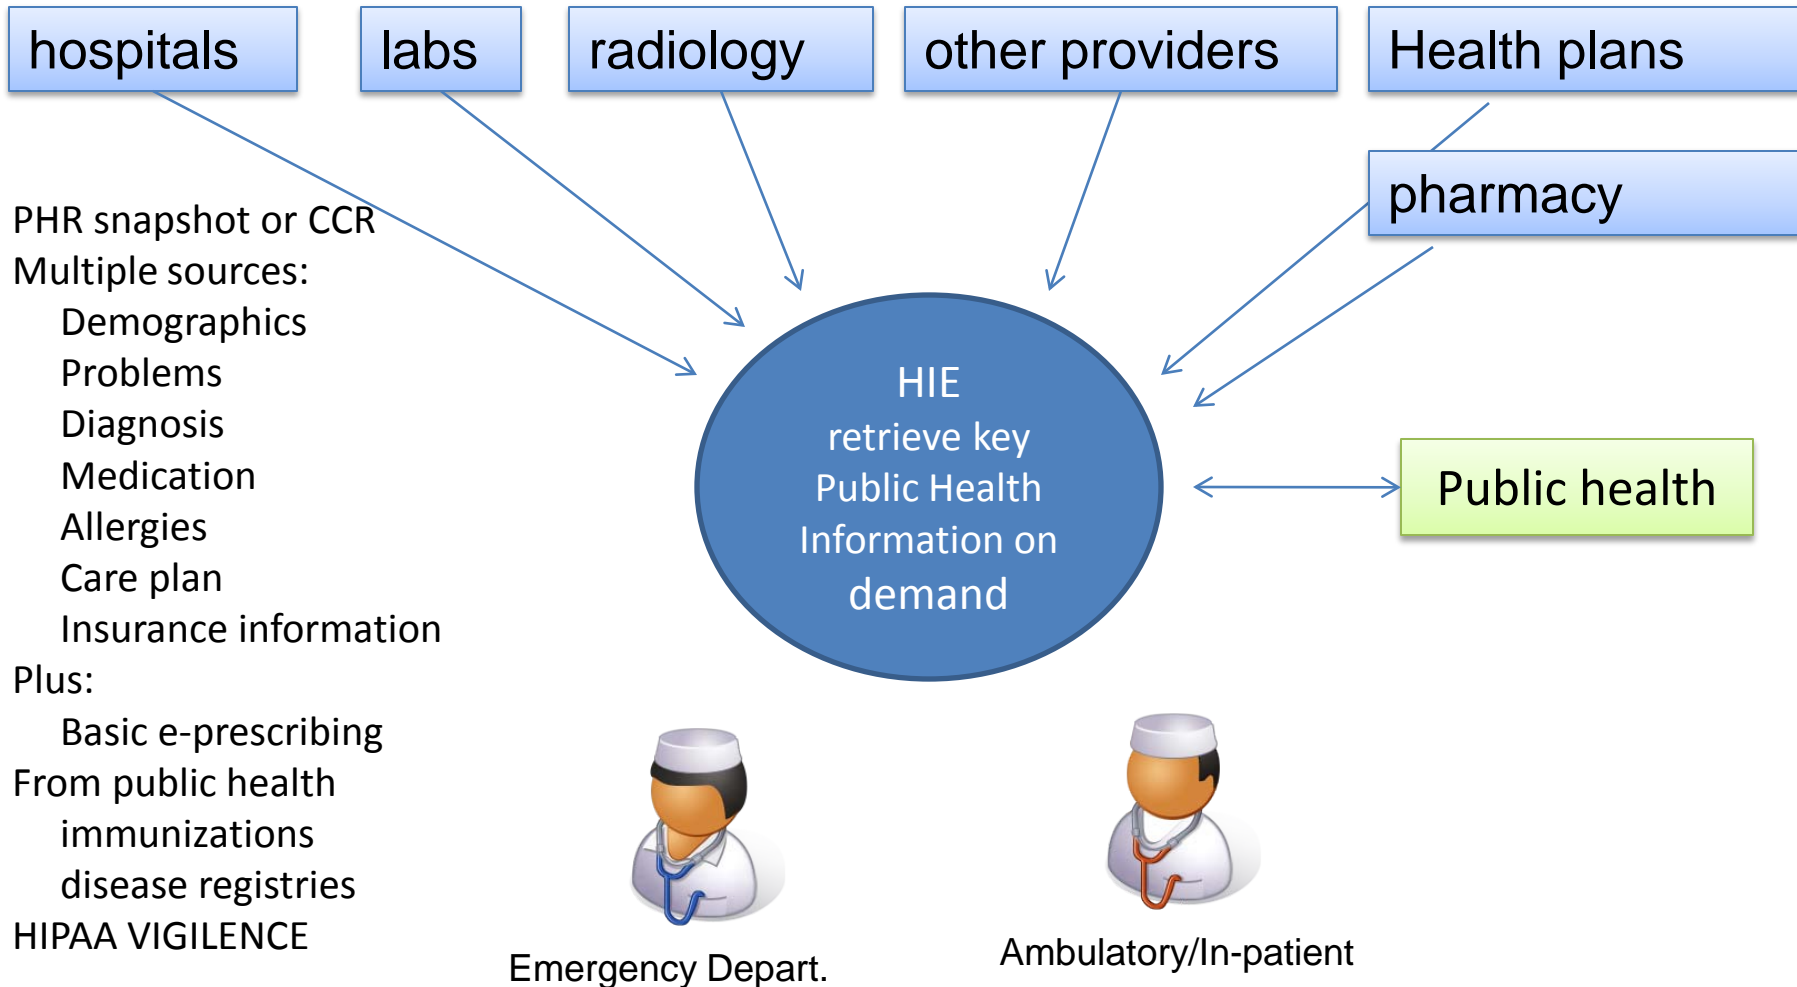 hospitals
labs
radiology
other providers
Health plans
pharmacy
PHR snapshot or CCR
Multiple sources:
Demographics
Problems
Diagnosis
Medication
Allergies
Care plan
Insurance information
Plus:
Basic e-prescribing
From public health
immunizations
disease registries
HIPAA VIGILENCE
HIE
retrieve key
Public Health
Information on
demand
Public health
Emergency Depart.
Ambulatory/In-patient